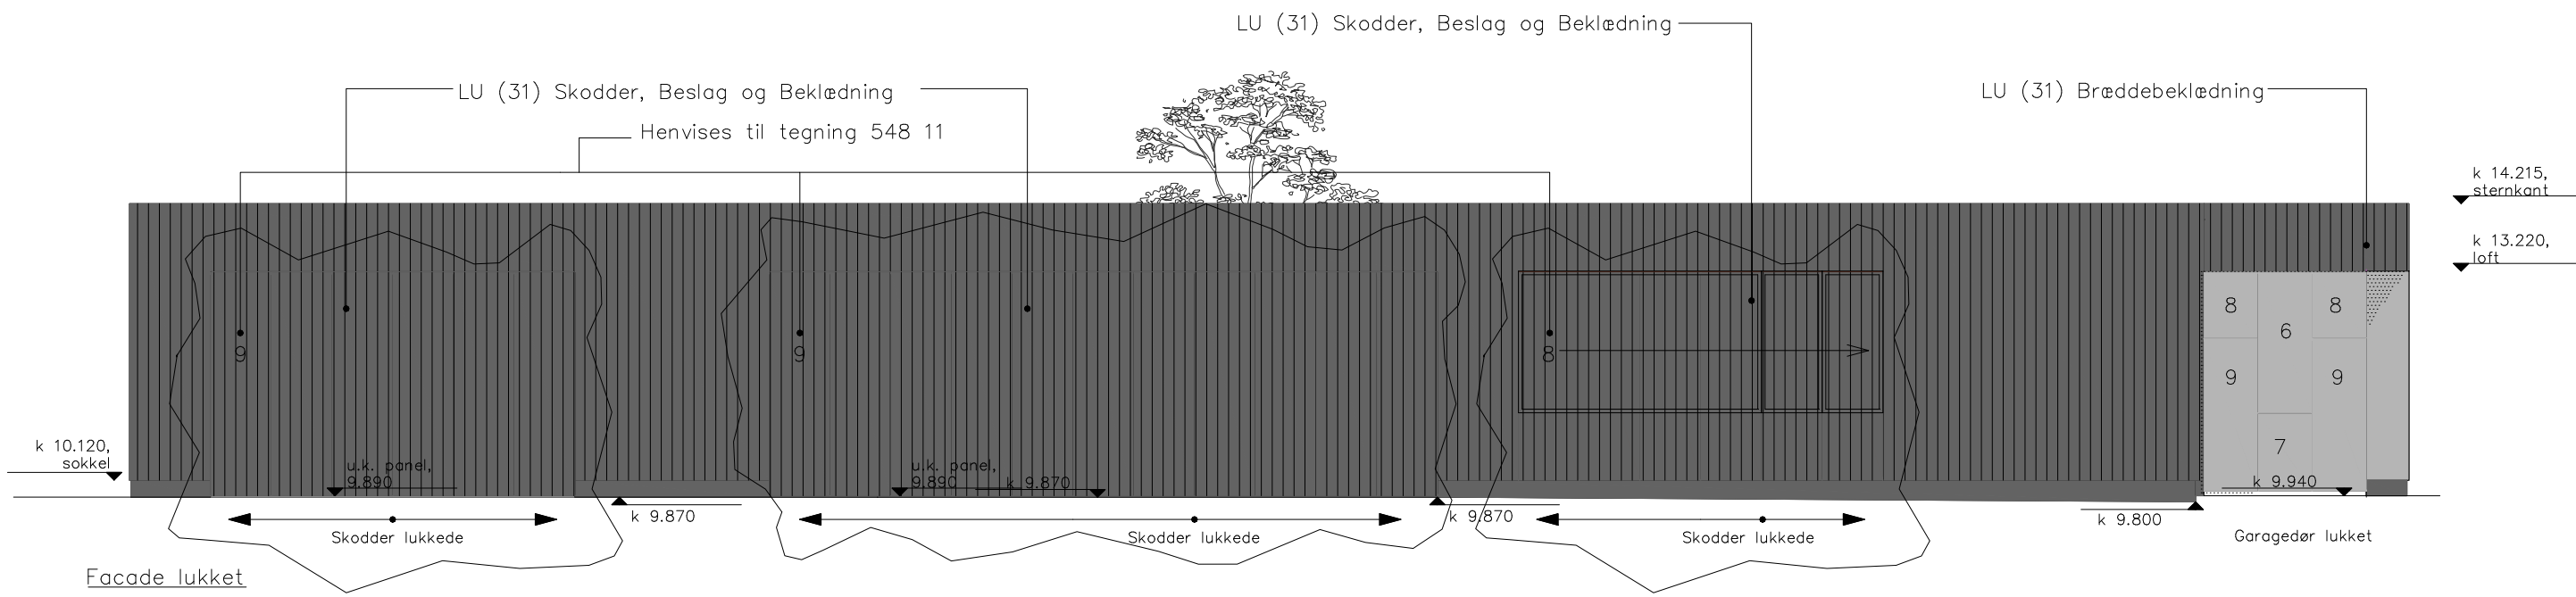 LU (31) Skodder, Beslag og Beklædning
LU (31) Skodder, Beslag og Beklædning
LU (31) Bræddebeklædning
Henvises til tegning 548 11
k 14.215,
sternkant
k 13.220,
loft
8
8
6
9
9
8
9
9
7
k 10.120,
sokkel
u.k. panel,
9.890
u.k. panel,
9.890
k 9.870
k 9.940
k 9.870
k 9.870
k 9.800
Skodder lukkede
Skodder lukkede
Skodder lukkede
Garagedør lukket
Facade lukket